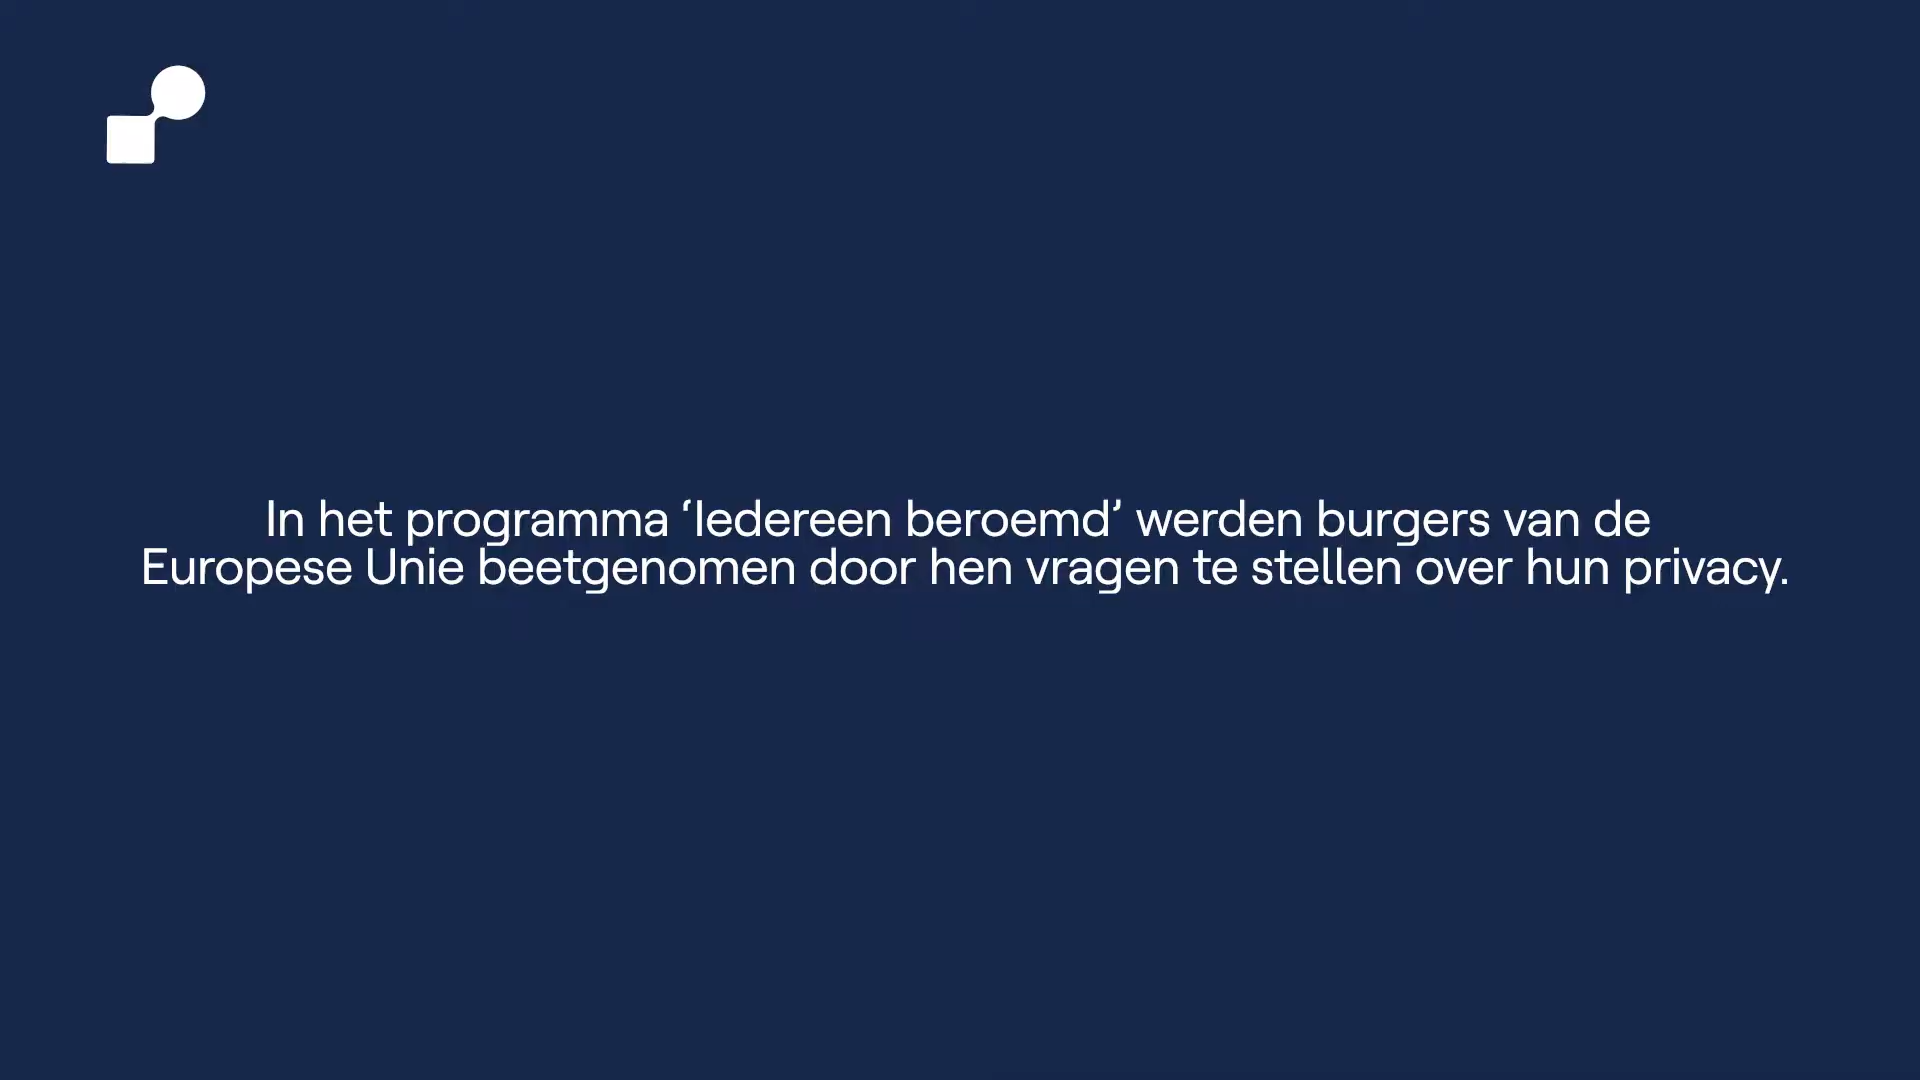 In het programma ‘Iedereen beroemd’ werden burgers van de
Europese Unie beetgenomen door hen vragen te stellen over hun privacy.